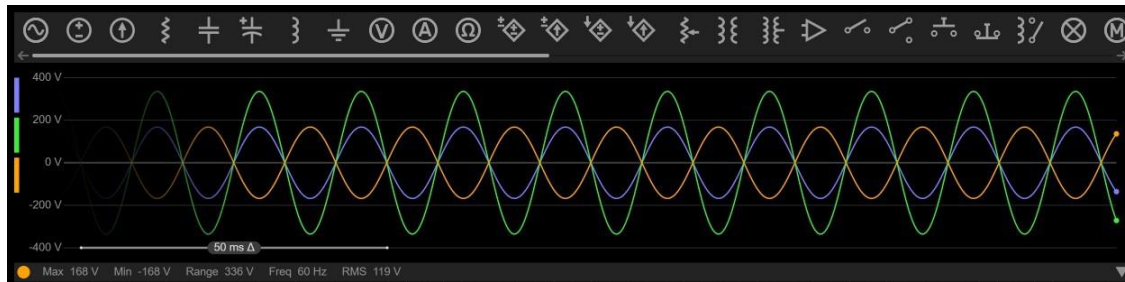 V A Ω M
400 V
200 V
0 V
-200 V
-400 V
50 ms Δ
Max 168 V Min -168 V Range 336 V Freq 60 Hz RMS 119 V